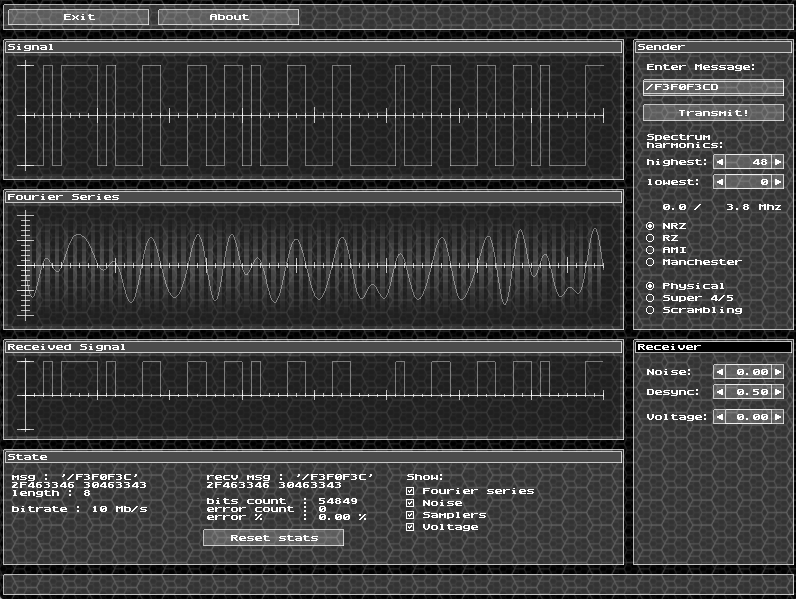 Exit
About
Signal
Fourier Series
Received Signal
State
msg : '/F3F0F3C'
2F463346 30463343
length : 8
bitrate : 10 Mb/s
recv msg : '/F3F0F3C'
2F463346 30463343
bits count : 54849
error count : 0
error % : 0.00 %
Reset stats
Show:
Fourier series
Noise
Samplers
Voltage
Sender
Enter Message:
/F3F0F3CD
Transmit!
Spectrum
harmonics:
highest: 48
lowest: 0
0.0 / 3.8 Mhz
NRZ
RZ
AMI
Manchester
Physical
Super 4/5
Scrambling
Receiver
Noise: 0.00
Desync: 0.50
Voltage: 0.00